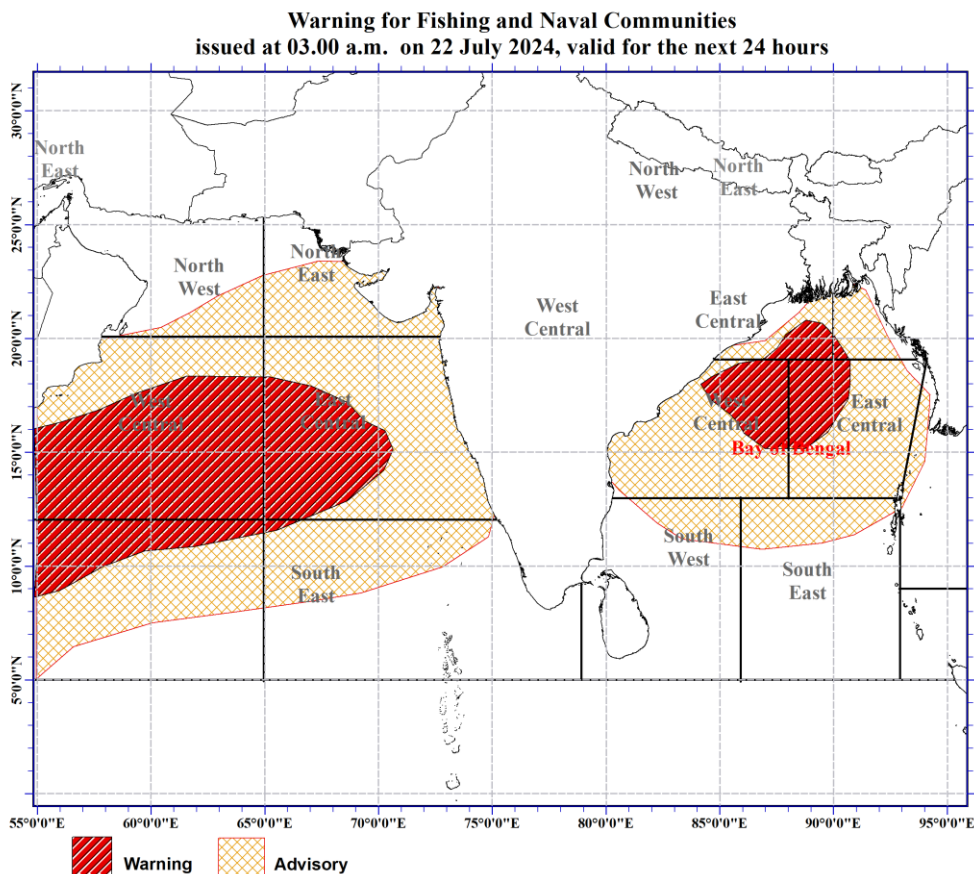 Warning for Fishing and Naval Communities
issued at 03.00 a.m. on 22 July 2024, valid for the next 24 hours
30°0'0"N
25°0'0"N
20°0'0"N
15°0'0"N
10°0'0"N
5°0'0"N
North
East
North
West
North
East
North
West
North
East
West
Central
East
Central
West
Central
East
Central
West
Central
East
Central
Bay of Bengal
South
East
South
West
South
East
55°0'0"E 60°0'0"E 65°0'0"E 70°0'0"E 75°0'0"E 80°0'0"E 85°0'0"E 90°0'0"E 95°0'0"E
Warning Advisory